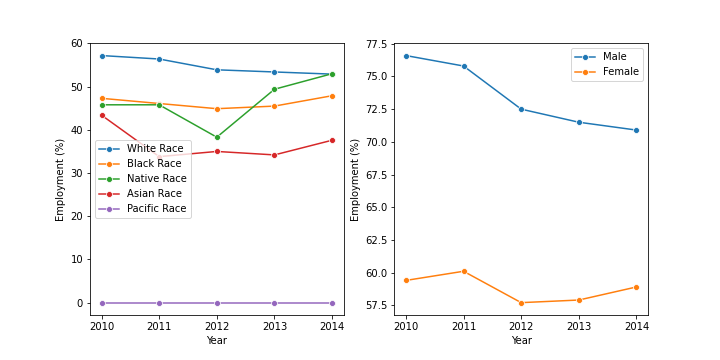 60
50
40
30
20
10
0
Employment (%)
White Race
Black Race
Native Race
Asian Race
Pacific Race
2010 2011 2012 2013 2014
Year
77.5
75.0
72.5
70.0
67.5
65.0
62.5
60.0
57.5
Employment (%)
Male
Female
2010 2011 2012 2013 2014
Year